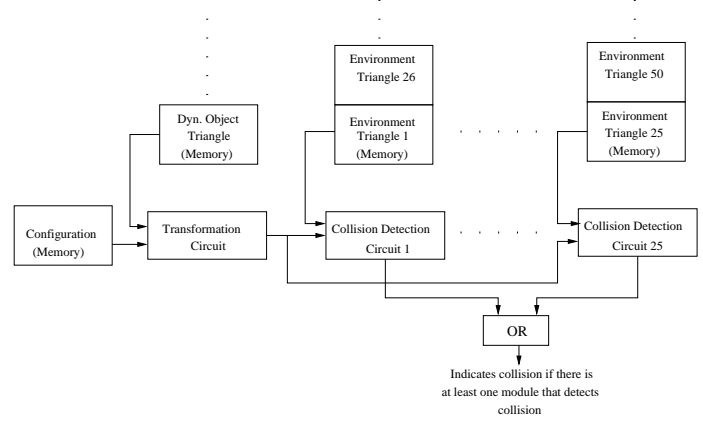 Environment
Triangle 26
Environment
Triangle 50
Dyn. Object
Triangle
(Memory)
Environment
Triangle 1
(Memory)
Environment
Triangle 25
(Memory)
Configuration
(Memory)
Transformation
Circuit
Collision Detection
Circuit 1
Collision Detection
Circuit 25
OR
Indicates collision if there is
at least one module that detects
collision